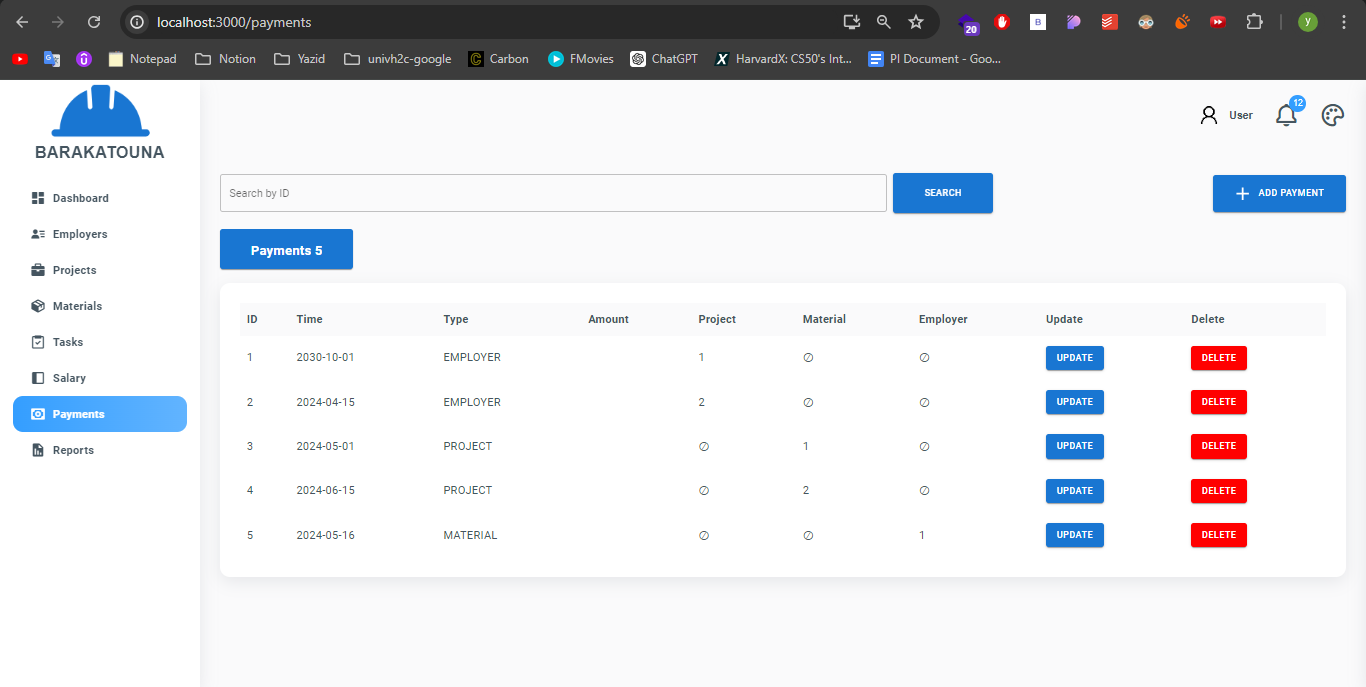 localhost:3000/payments
20
B
y
Notepad Notion Yazid univh2c-google Carbon FMovies ChatGPT HarvardX: CS50's Int... PI Document - Goo...
BARAKATOUNA
User 12
Search by ID SEARCH ADD PAYMENT
Dashboard
Employers
Projects
Materials
Tasks
Salary
Payments
Reports
Payments 5
ID Time Type Amount Project Material Employer Update Delete
1 2030-10-01 EMPLOYER 1 ∅ ∅ UPDATE DELETE
2 2024-04-15 EMPLOYER 2 ∅ ∅ UPDATE DELETE
3 2024-05-01 PROJECT ∅ 1 ∅ UPDATE DELETE
4 2024-06-15 PROJECT ∅ 2 ∅ UPDATE DELETE
5 2024-05-16 MATERIAL ∅ ∅ 1 UPDATE DELETE